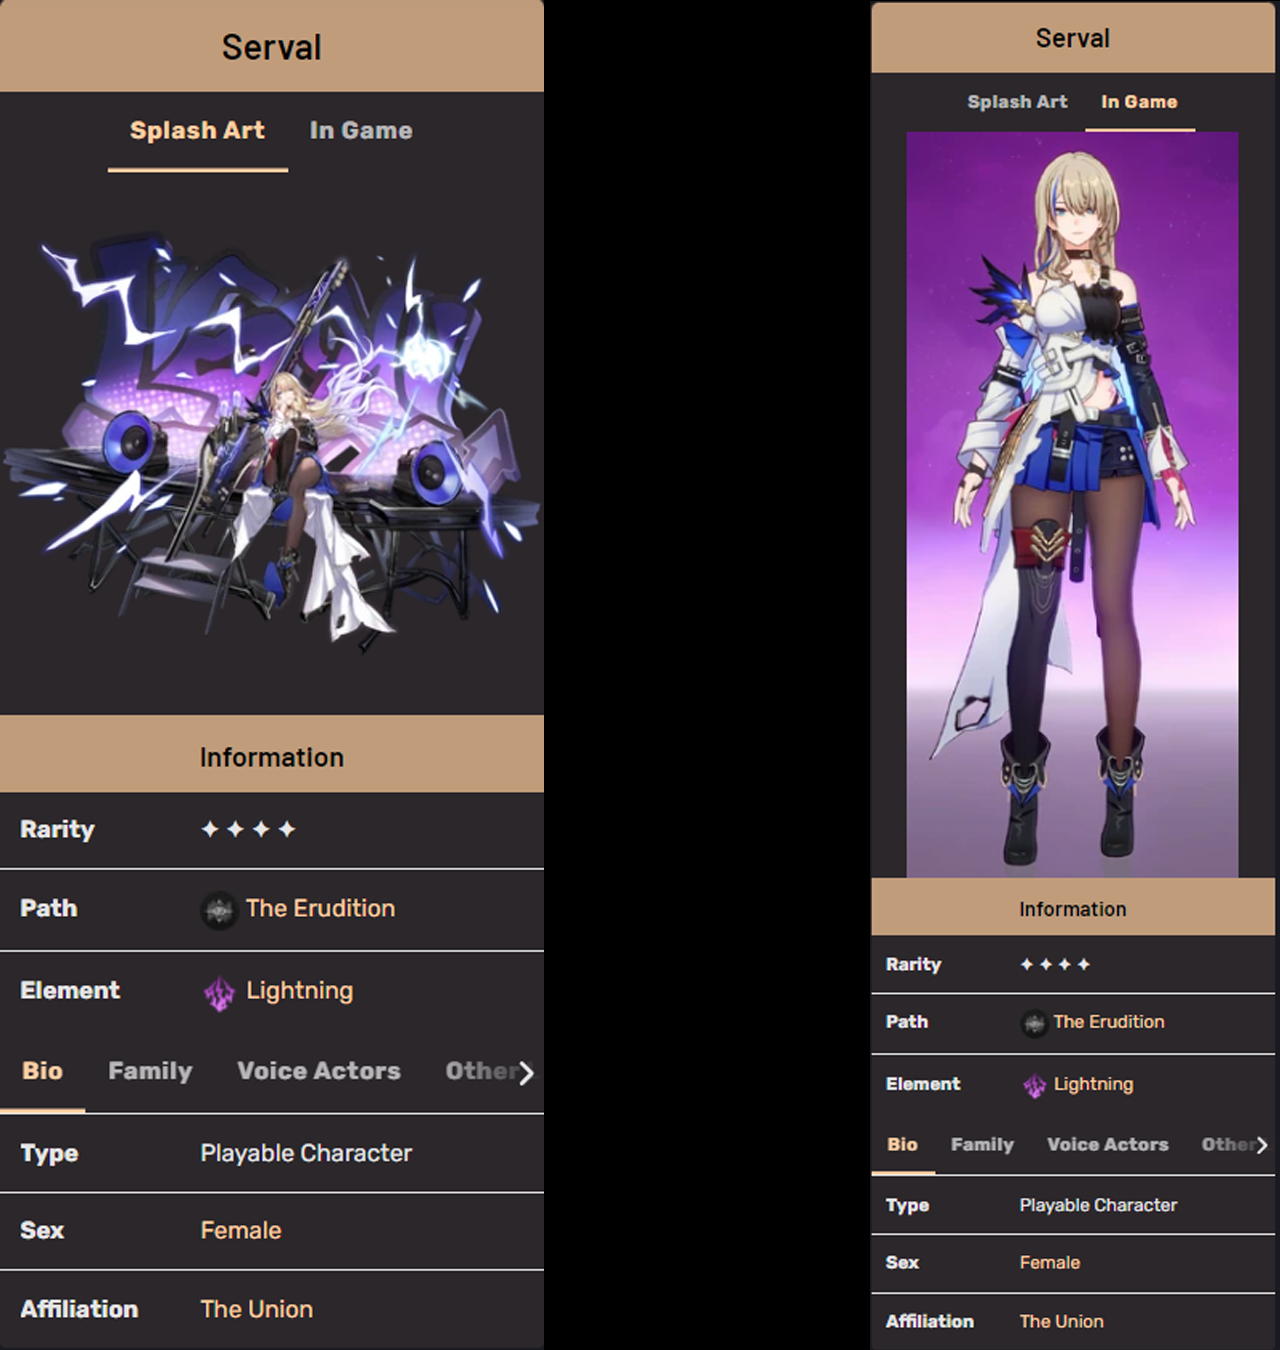 Serval
Splash Art In Game
Information
Rarity
Path The Erudition
Element Lightning
Bio Family Voice Actors Other
Type Playable Character
Sex Female
Affiliation The Union
Serval
Splash Art In Game
Information
Rarity
Path The Erudition
Element Lightning
Bio Family Voice Actors Other
Type Playable Character
Sex Female
Affiliation The Union